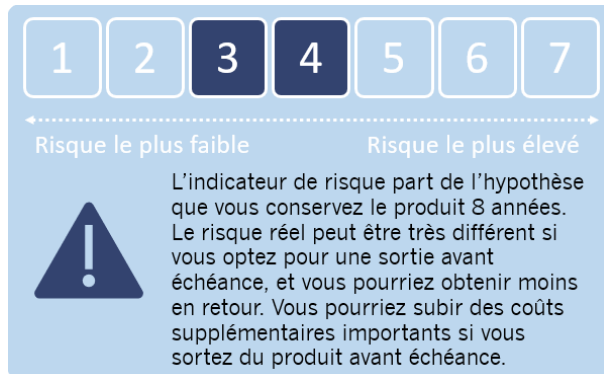 1 2 3 4 5 6 7
Risque le plus faible Risque le plus élevé
L'indicateur de risque part de l'hypothèse
que vous conservez le produit 8 années.
Le risque réel peut être très différent si
vous optez pour une sortie avant
échéance, et vous pourriez obtenir moins
en retour. Vous pourriez subir des coûts
supplémentaires importants si vous
sortez du produit avant échéance.